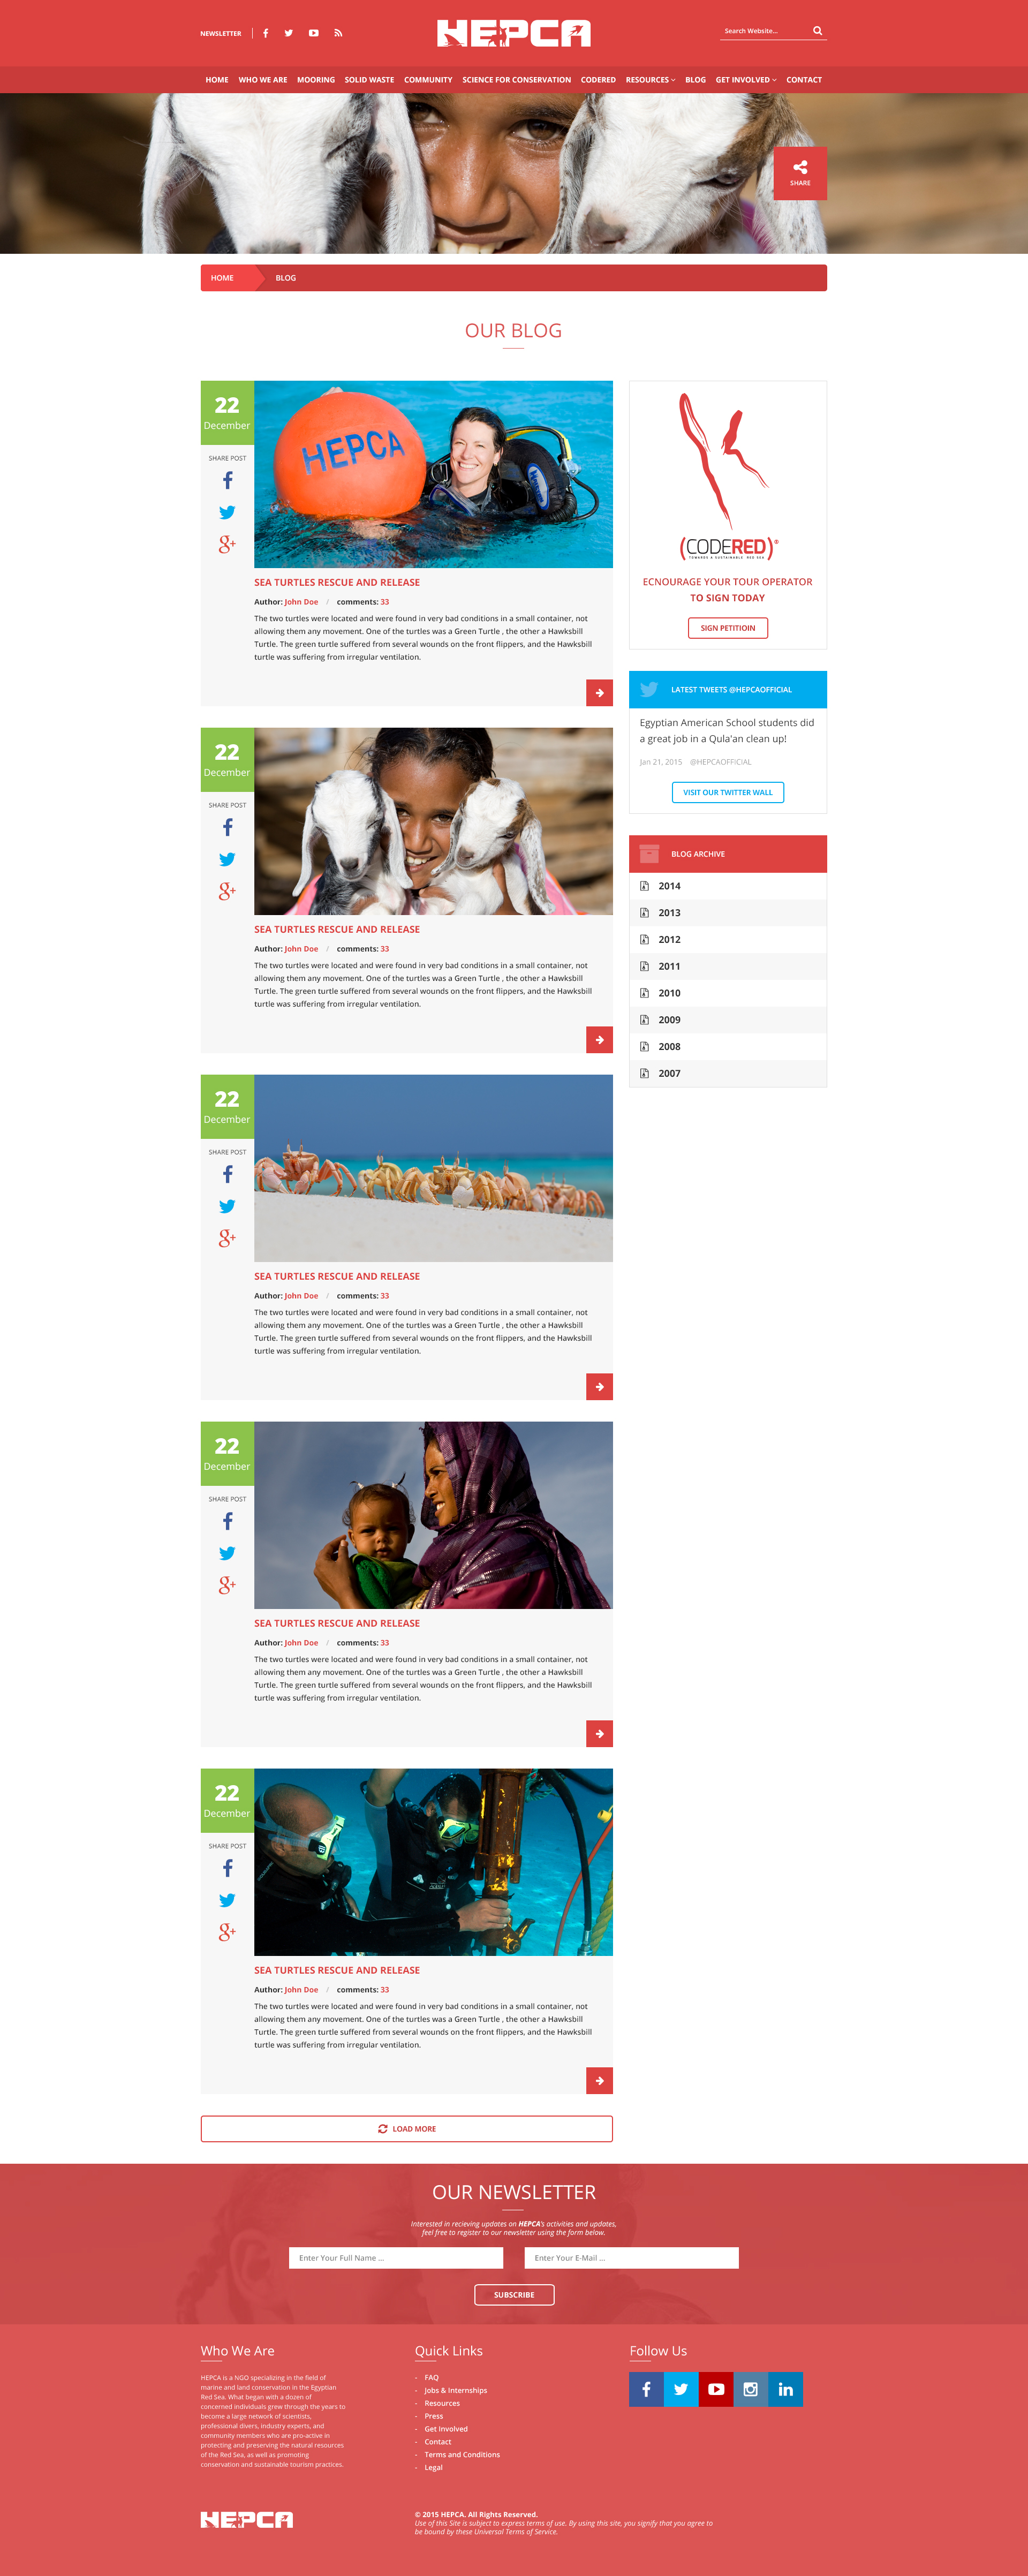 NEWSLETTER
HEPCA
Search Website...
HOME WHO WE ARE MOORING SOLID WASTE COMMUNITY SCIENCE FOR CONSERVATION CODERED RESOURCES BLOG GET INVOLVED CONTACT
SHARE
HOME BLOG
OUR BLOG
22
December
SHARE POST
g+
HEPCA
SEA TURTLES RESCUE AND RELEASE
Author: John Doe / comments: 33
The two turtles were located and were found in very bad conditions in a small container, not
allowing them any movement. One of the turtles was a Green Turtle , the other a Hawksbill
Turtle. The green turtle suffered from several wounds on the front flippers, and the Hawksbill
turtle was suffering from irregular ventilation.
22
December
SHARE POST
g+
SEA TURTLES RESCUE AND RELEASE
Author: John Doe / comments: 33
The two turtles were located and were found in very bad conditions in a small container, not
allowing them any movement. One of the turtles was a Green Turtle , the other a Hawksbill
Turtle. The green turtle suffered from several wounds on the front flippers, and the Hawksbill
turtle was suffering from irregular ventilation.
22
December
SHARE POST
g+
SEA TURTLES RESCUE AND RELEASE
Author: John Doe / comments: 33
The two turtles were located and were found in very bad conditions in a small container, not
allowing them any movement. One of the turtles was a Green Turtle , the other a Hawksbill
Turtle. The green turtle suffered from several wounds on the front flippers, and the Hawksbill
turtle was suffering from irregular ventilation.
22
December
SHARE POST
g+
SEA TURTLES RESCUE AND RELEASE
Author: John Doe / comments: 33
The two turtles were located and were found in very bad conditions in a small container, not
allowing them any movement. One of the turtles was a Green Turtle , the other a Hawksbill
Turtle. The green turtle suffered from several wounds on the front flippers, and the Hawksbill
turtle was suffering from irregular ventilation.
22
December
SHARE POST
g+
SEA TURTLES RESCUE AND RELEASE
Author: John Doe / comments: 33
The two turtles were located and were found in very bad conditions in a small container, not
allowing them any movement. One of the turtles was a Green Turtle , the other a Hawksbill
Turtle. The green turtle suffered from several wounds on the front flippers, and the Hawksbill
turtle was suffering from irregular ventilation.
LOAD MORE
(CODERED)®
TOWARDS A SUSTAINABLE RED SEA
ECNOURAGE YOUR TOUR OPERATOR
TO SIGN TODAY
SIGN PETITIOIN
LATEST TWEETS @HEPCAOFFICIAL
Egyptian American School students did
a great job in a Qula'an clean up!
Jan 21, 2015 @HEPCAOFFICIAL
VISIT OUR TWITTER WALL
BLOG ARCHIVE
2014
2013
2012
2011
2010
2009
2008
2007
OUR NEWSLETTER
Interested in recieving updates on HEPCA's activities and updates,
feel free to register to our newsletter using the form below.
Enter Your Full Name ... Enter Your E-Mail ...
SUBSCRIBE
Who We Are
HEPCA is a NGO specializing in the field of
marine and land conservation in the Egyptian
Red Sea. What began with a dozen of
concerned individuals grew through the years to
become a large network of scientists,
professional divers, industry experts, and
community members who are pro-active in
protecting and preserving the natural resources
of the Red Sea, as well as promoting
conservation and sustainable tourism practices.
Quick Links
- FAQ
- Jobs & Internships
- Resources
- Press
- Get Involved
- Contact
- Terms and Conditions
- Legal
Follow Us
in
HEPCA
© 2015 HEPCA. All Rights Reserved.
Use of this Site is subject to express terms of use. By using this site, you signify that you agree to
be bound by these Universal Terms of Service.